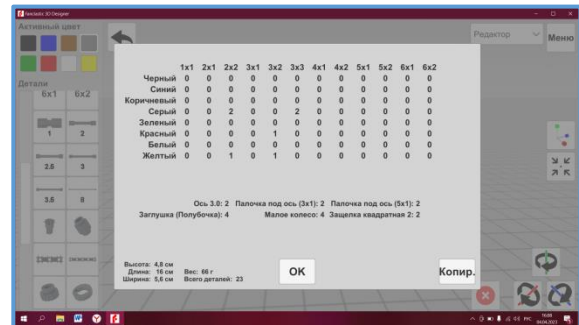 Fanclastic 3D Designer
Активный цвет
Редактор
Меню
Детали
6x1 6x2
1 2
2.5 3
3.5 8
1x1 2x1 2x2 3x1 3x2 3x3 4x1 4x2 5x1 5x2 6x1 6x2
Черный 0 0 0 0 0 0 0 0 0 0 0 0
Синий 0 0 0 0 0 0 0 0 0 0 0 0
Коричневый 0 0 0 0 0 0 0 0 0 0 0 0
Серый 0 0 2 0 0 2 0 0 0 0 0 0
Зеленый 0 0 0 0 0 0 0 0 0 0 0 0
Красный 0 0 0 0 1 0 0 0 0 0 0 0
Белый 0 0 0 0 0 0 0 0 0 0 0 0
Желтый 0 0 1 0 1 0 0 0 0 0 0 0
Ось 3.0: 2 Палочка под ось (3x1): 2 Палочка под ось (5x1): 2
Заглушка (Полубочка): 4 Малое колесо: 4 Защелка квадратная 2: 2
Высота: 4,8 см
Длина: 16 см Вес: 66 г
Ширина: 5,6 см Всего деталей: 23
OK
Копир.
РУС